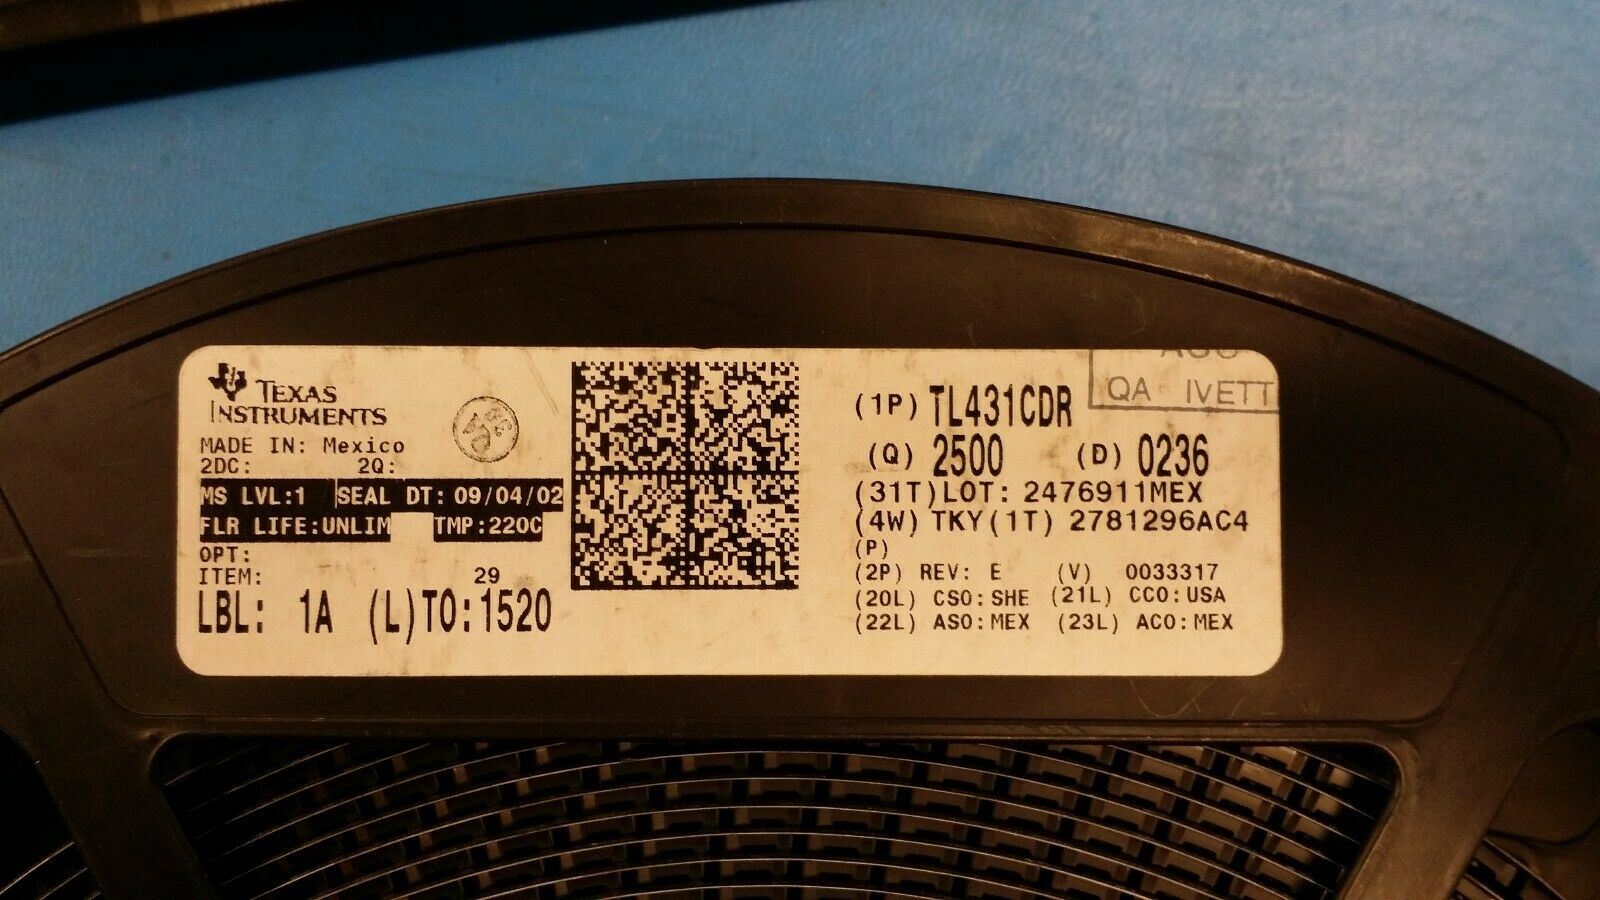 TEXAS
INSTRUMENTS
MADE IN: Mexico
2DC: 2Q:
MS LVL:1 SEAL DT: 09/04/02
FLR LIFE:UNLIM TMP:220C
OPT:
ITEM: 29
LBL: 1A (L)TO:1520
QA IVETT
(1P) TL431CDR
(Q) 2500 (D) 0236
(31T)LOT: 2476911MEX
(4W) TKY(1T) 2781296AC4
(P)
(2P) REV: E (V) 0033317
(20L) CSO:SHE (21L) CCO:USA
(22L) ASO:MEX (23L) ACO:MEX